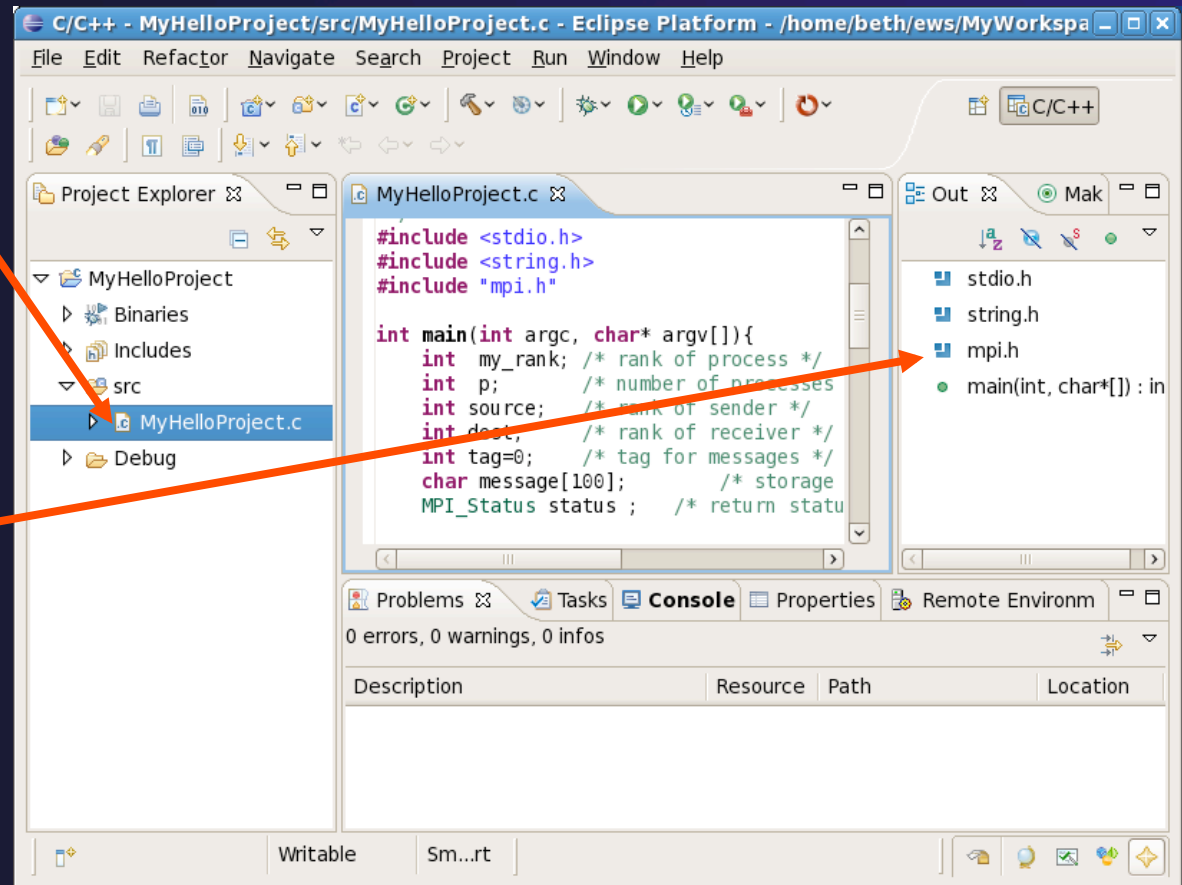 C/C++ - MyHelloProject/src/MyHelloProject.c - Eclipse Platform - /home/beth/ews/MyWorkspa
File Edit Refactor Navigate Search Project Run Window Help
C/C++
Project Explorer
MyHelloProject
Binaries
Includes
src
MyHelloProject.c
Debug
MyHelloProject.c
#include <stdio.h>
#include <string.h>
#include "mpi.h"
int main(int argc, char* argv[]){
int my_rank; /* rank of process */
int p; /* number of processes
int source; /* rank of sender */
int dest; /* rank of receiver */
int tag=0; /* tag for messages */
char message[100]; /* storage
MPI_Status status ; /* return statu
Out Mak
stdio.h
string.h
mpi.h
main(int, char*[]) : in
Problems Tasks Console Properties Remote Environm
0 errors, 0 warnings, 0 infos
Description Resource Path Location
Writable Sm...rt